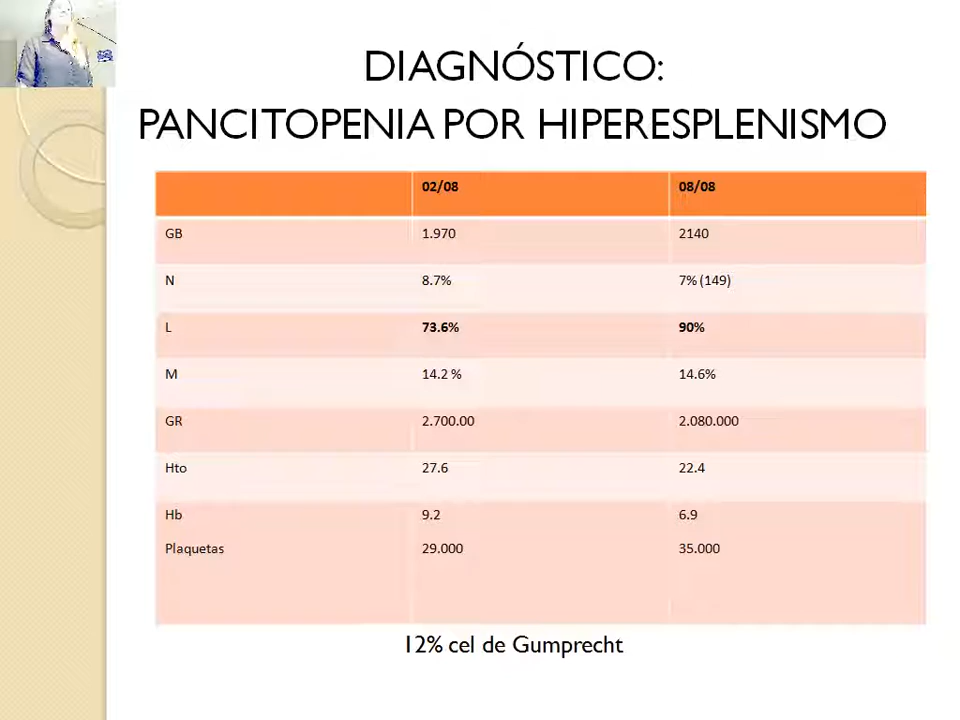 DIAGNÓSTICO:
PANCITOPENIA POR HIPERESPLENISMO
02/08 08/08
GB 1.970 2140
N 8.7% 7% (149)
L 73.6% 90%
M 14.2 % 14.6%
GR 2.700.00 2.080.000
Hto 27.6 22.4
Hb 9.2 6.9
Plaquetas 29.000 35.000
12% cel de Gumprecht